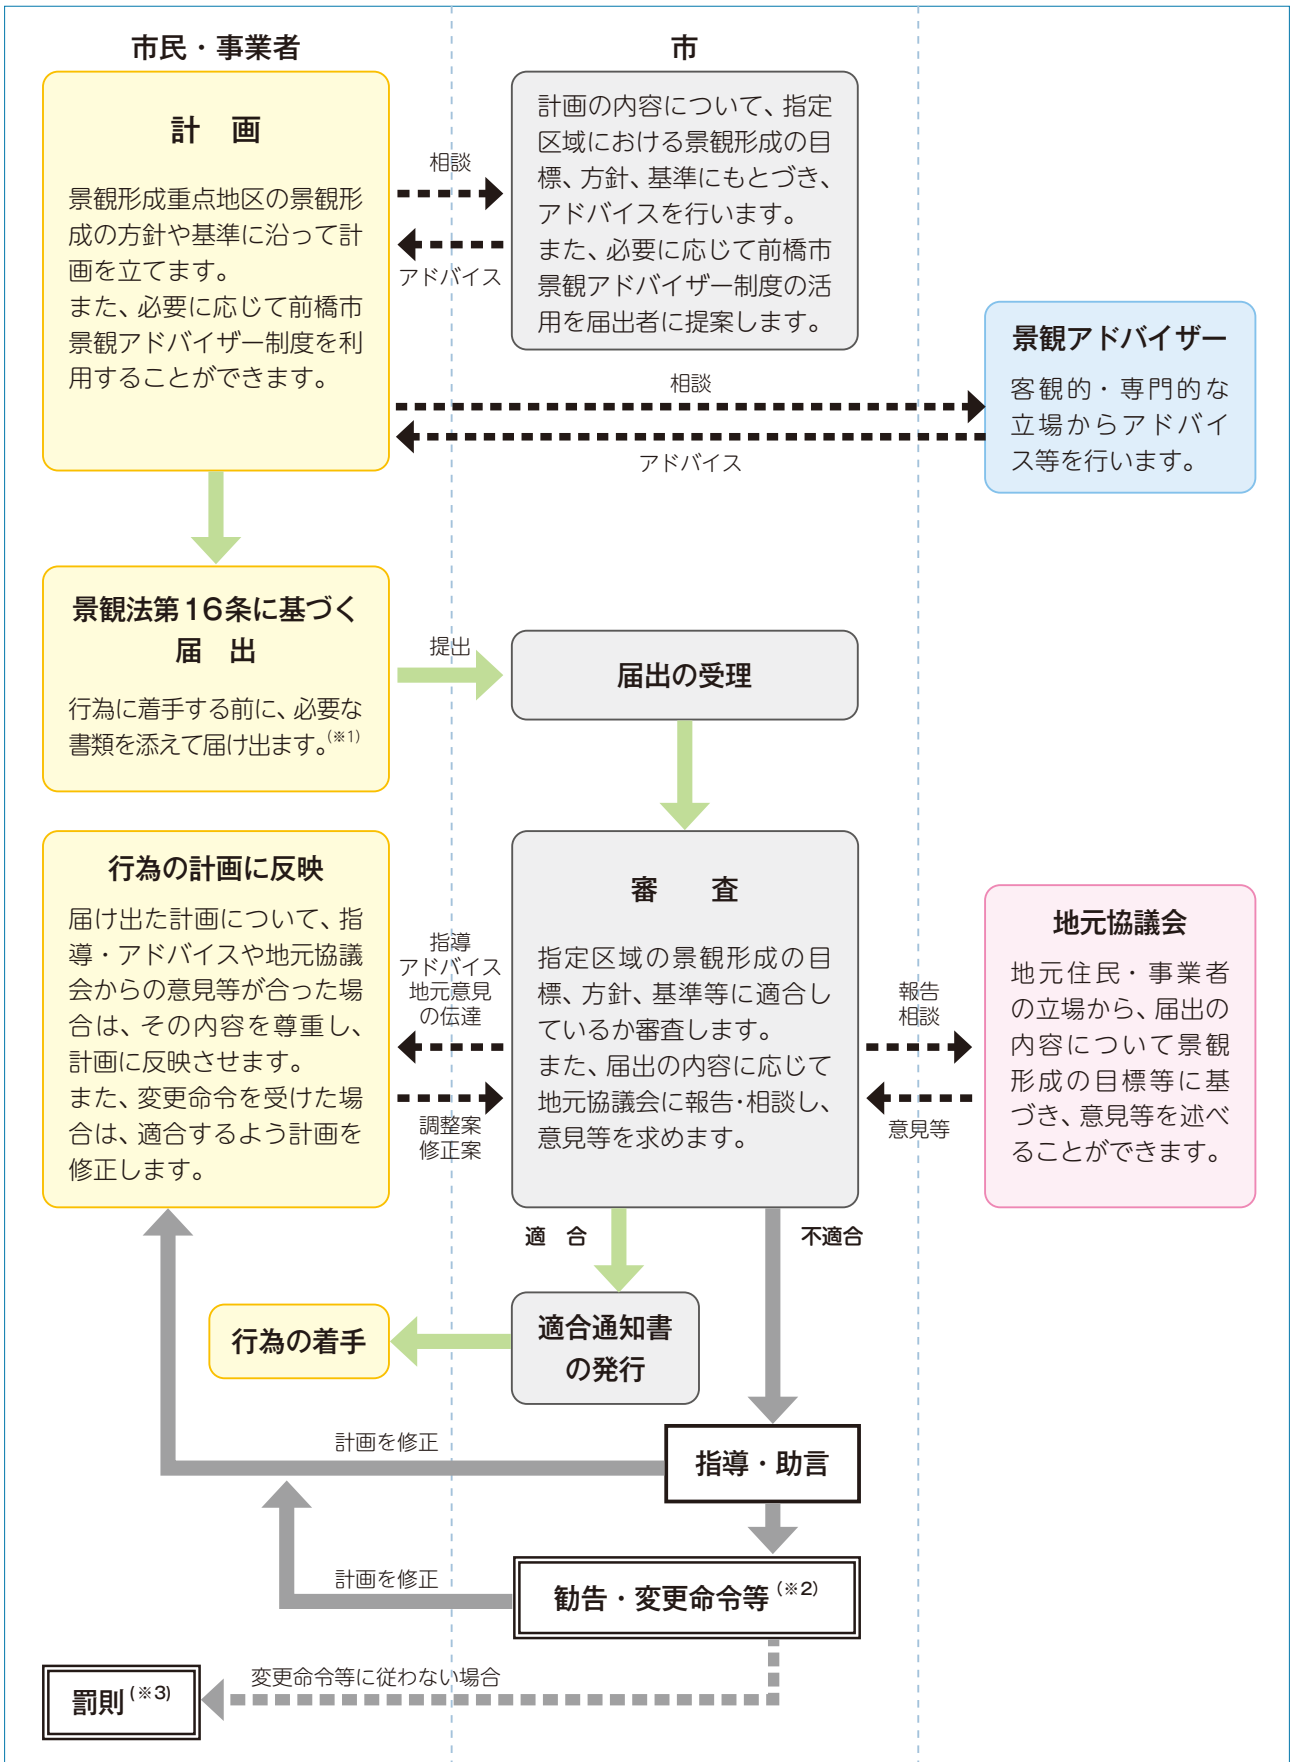 市民・事業者
市
計　画
景観形成重点地区の景観形
成の方針や基準に沿って計
画を立てます。
また、必要に応じて前橋市
景観アドバイザー制度を利
用することができます。
相談
アドバイス
計画の内容について、指定
区域における景観形成の目
標、方針、基準にもとづき、
アドバイスを行います。
また、必要に応じて前橋市
景観アドバイザー制度の活
用を届出者に提案します。
相談
アドバイス
景観アドバイザー
客観的・専門的な
立場からアドバイ
ス等を行います。
景観法第16条に基づく
届　出
行為に着手する前に、必要な
書類を添えて届け出ます。(※1)
提出
届出の受理
行為の計画に反映
届け出た計画について、指
導・アドバイスや地元協議
会からの意見等が合った場
合は、その内容を尊重し、
計画に反映させます。
また、変更命令を受けた場
合は、適合するよう計画を
修正します。
指導
アドバイス
地元意見
の伝達
調整案
修正案
審　査
指定区域の景観形成の目
標、方針、基準等に適合し
ているか審査します。
また、届出の内容に応じて
地元協議会に報告・相談し、
意見等を求めます。
報告
相談
意見等
地元協議会
地元住民・事業者
の立場から、届出の
内容について景観
形成の目標等に基
づき、意見等を述べ
ることができます。
適　合
不適合
行為の着手
適合通知書
の発行
計画を修正
指導・助言
計画を修正
勧告・変更命令等(※2)
変更命令等に従わない場合
罰則(※3)